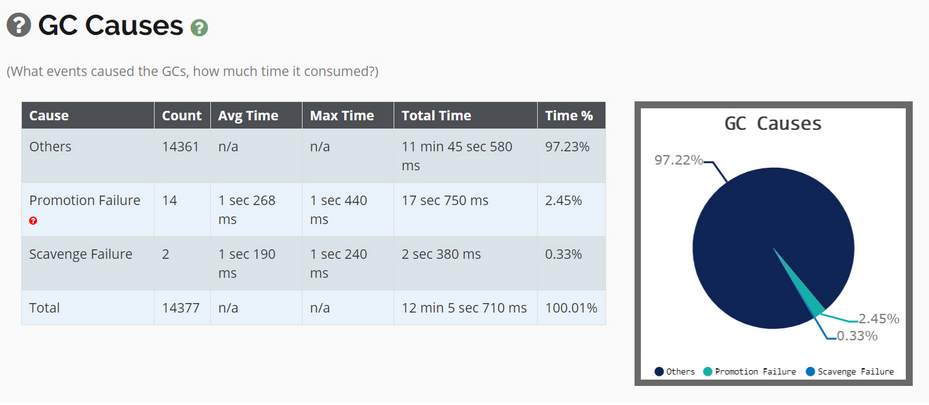 GC Causes
(What events caused the GCs, how much time it consumed?)
Cause Count Avg Time Max Time Total Time Time %
Others 14361 n/a n/a 11 min 45 sec 580 ms 97.23%
Promotion Failure 14 1 sec 268 ms 1 sec 440 ms 17 sec 750 ms 2.45%
Scavenge Failure 2 1 sec 190 ms 1 sec 240 ms 2 sec 380 ms 0.33%
Total 14377 n/a n/a 12 min 5 sec 710 ms 100.01%
GC Causes
97.22%
2.45%
0.33%
Others Promotion Failure Scavenge Failure